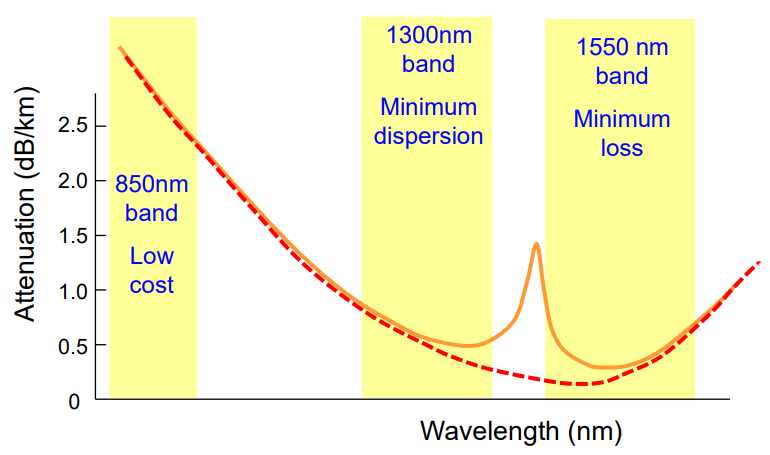 1300nm
band
Minimum
dispersion
1550 nm
band
Minimum
loss
850nm
band
Low
cost
Attenuation (dB/km)
2.5
2.0
1.5
1.0
0.5
0
Wavelength (nm)